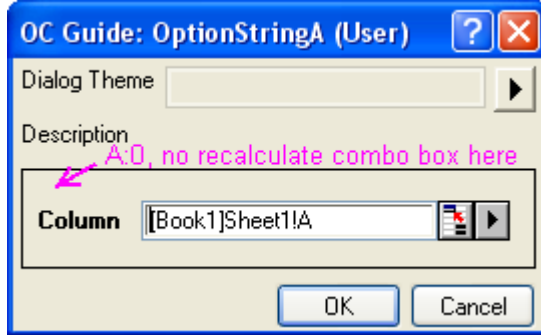 OC Guide: OptionStringA (User)
Dialog Theme
Description
A:0, no recalculate combo box here
Column [Book1]Sheet1!A
OK Cancel